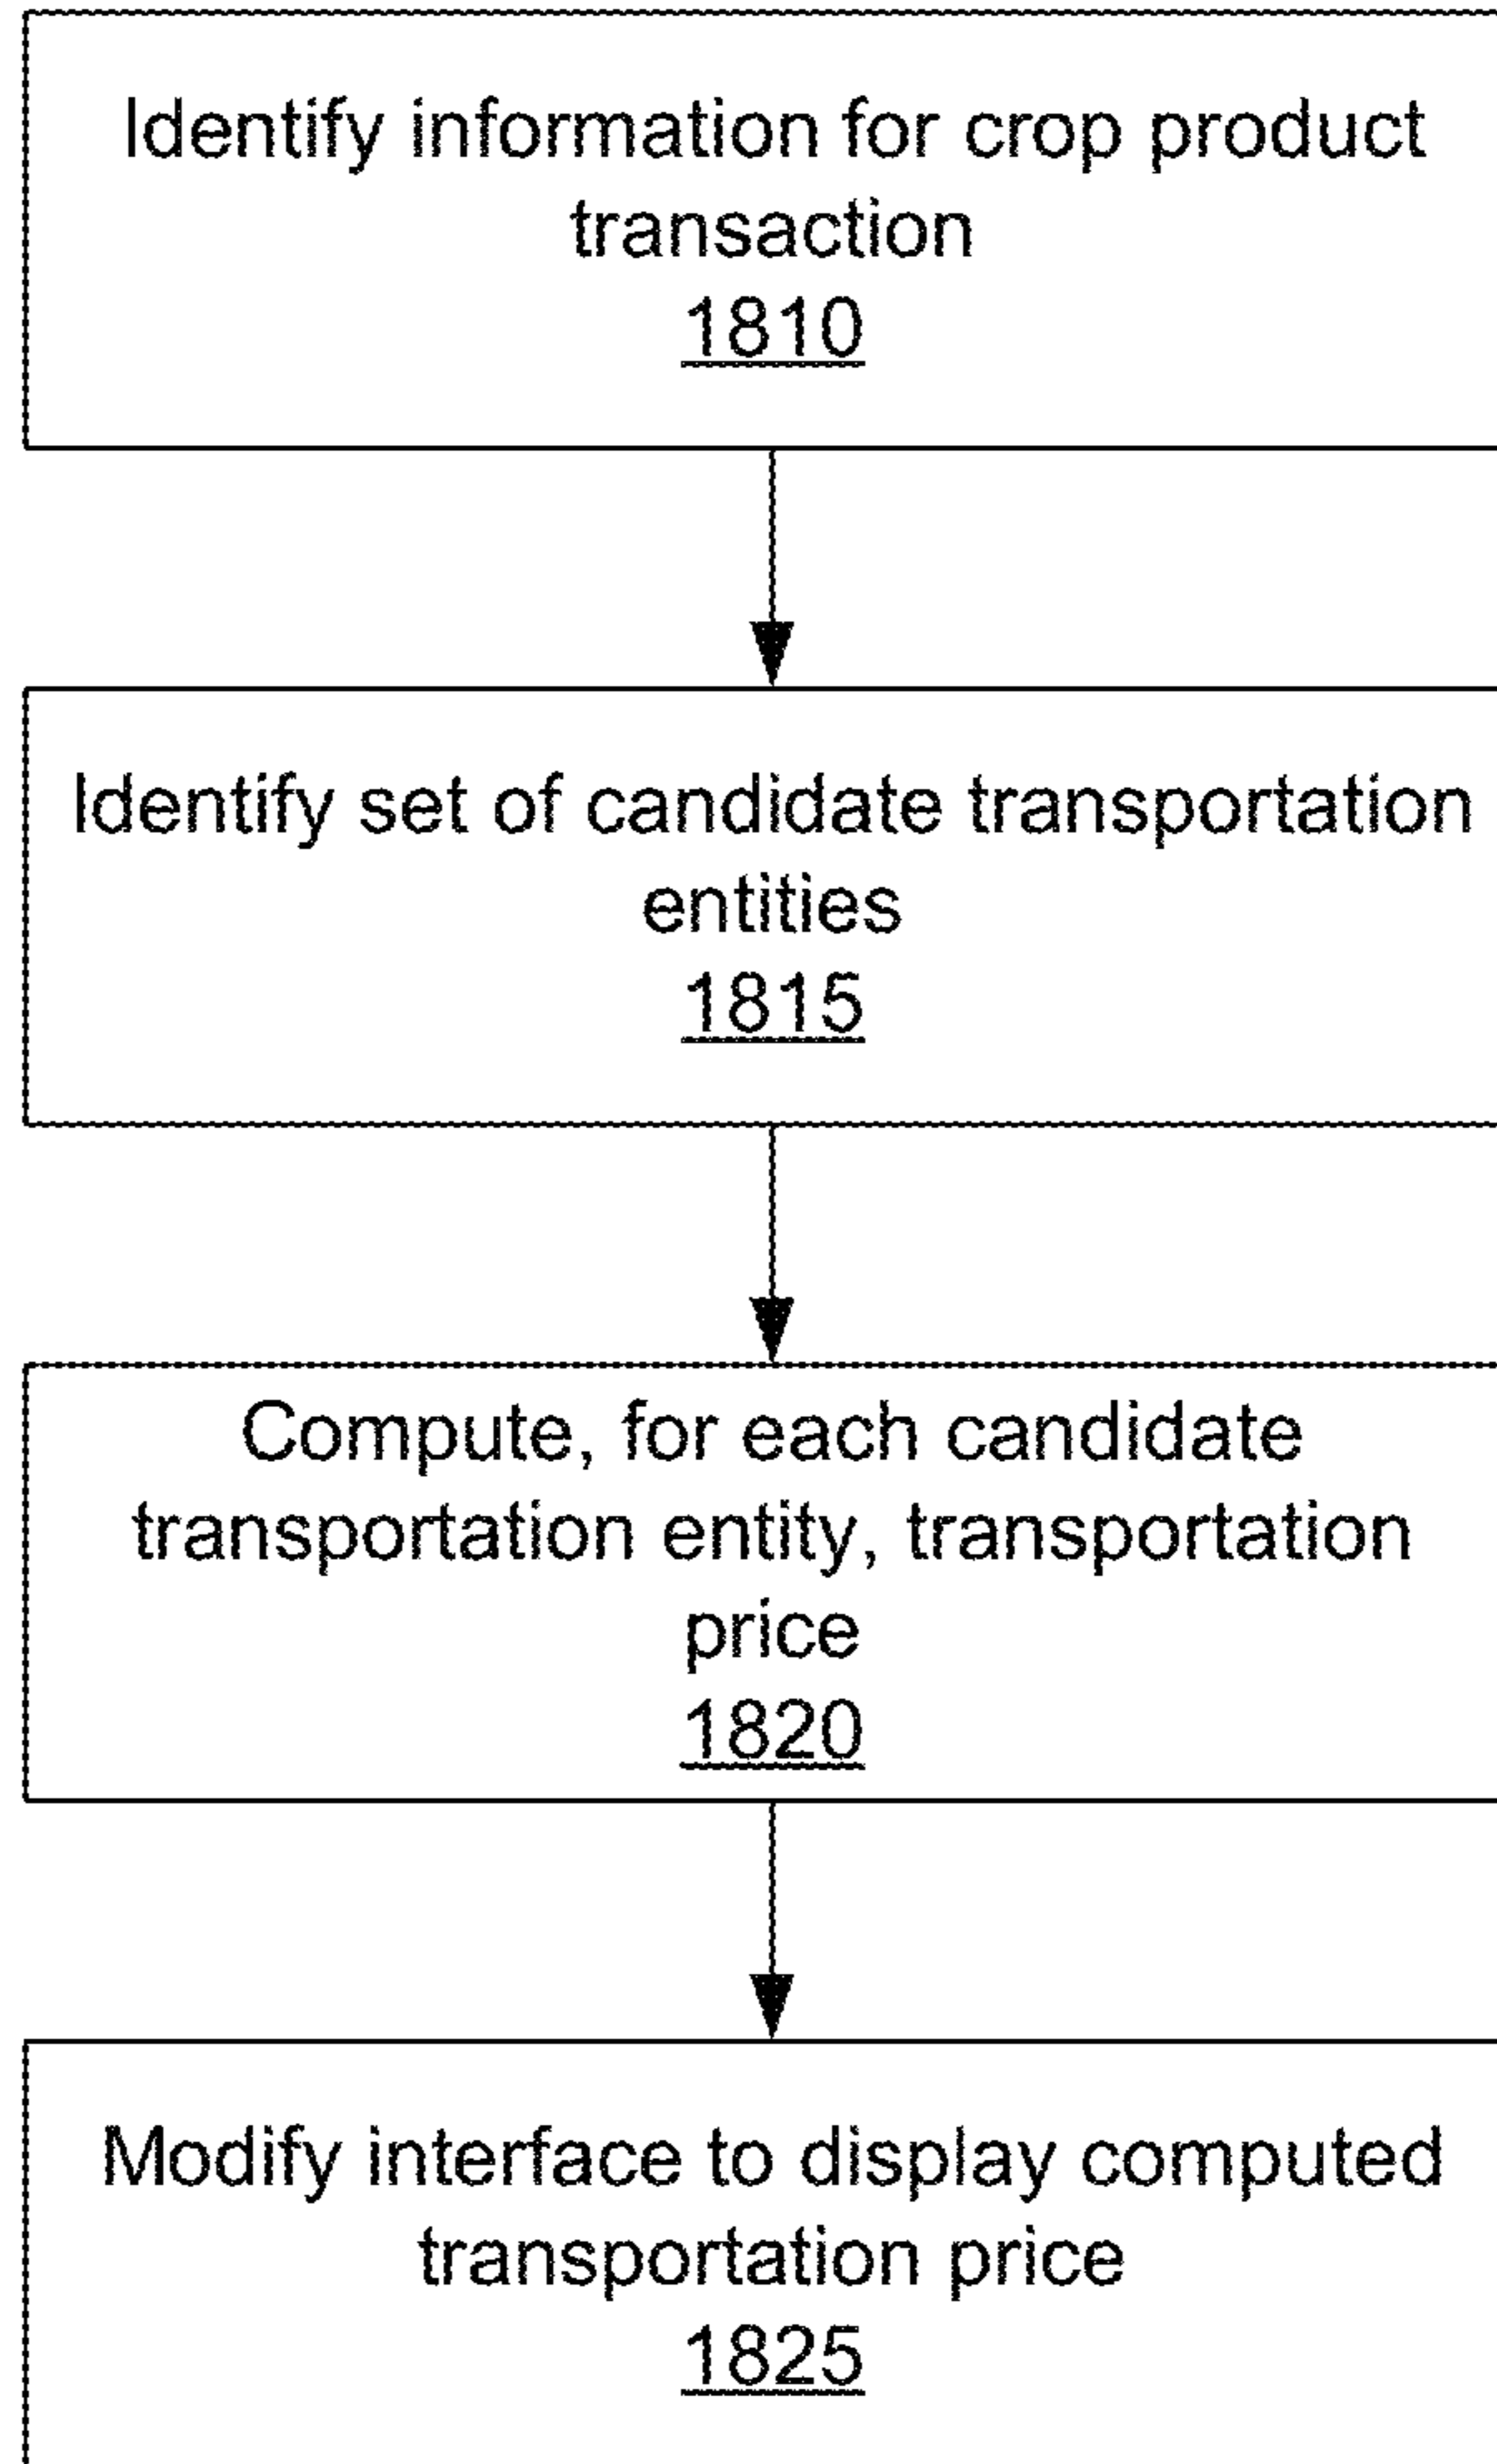 Identify information for crop product
transaction
1810
Identify set of candidate transportation
entities
1815
Compute, for each candidate
transportation entity, transportation
price
1820
Modify interface to display computed
transportation price
1825